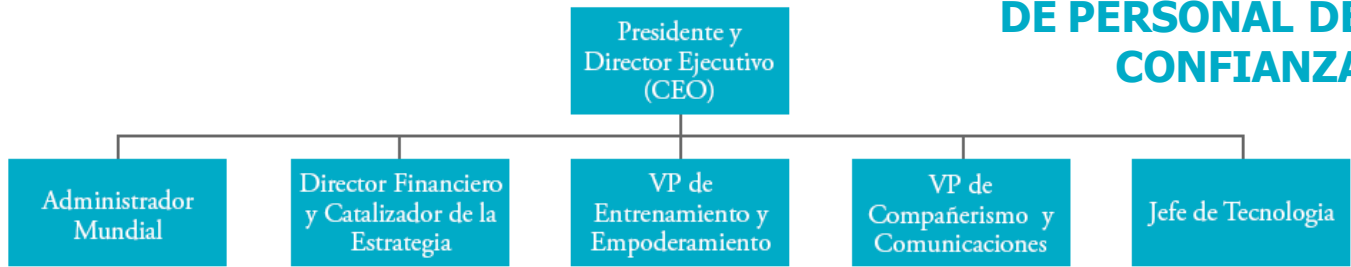 DE PERSONAL DE
CONFIANZA
Presidente y
Director Ejecutivo
(CEO)
Administrador
Mundial
Director Financiero
y Catalizador de la
Estrategia
VP de
Entrenamiento y
Empoderamiento
VP de
Compañerismo y
Comunicaciones
Jefe de Tecnologia